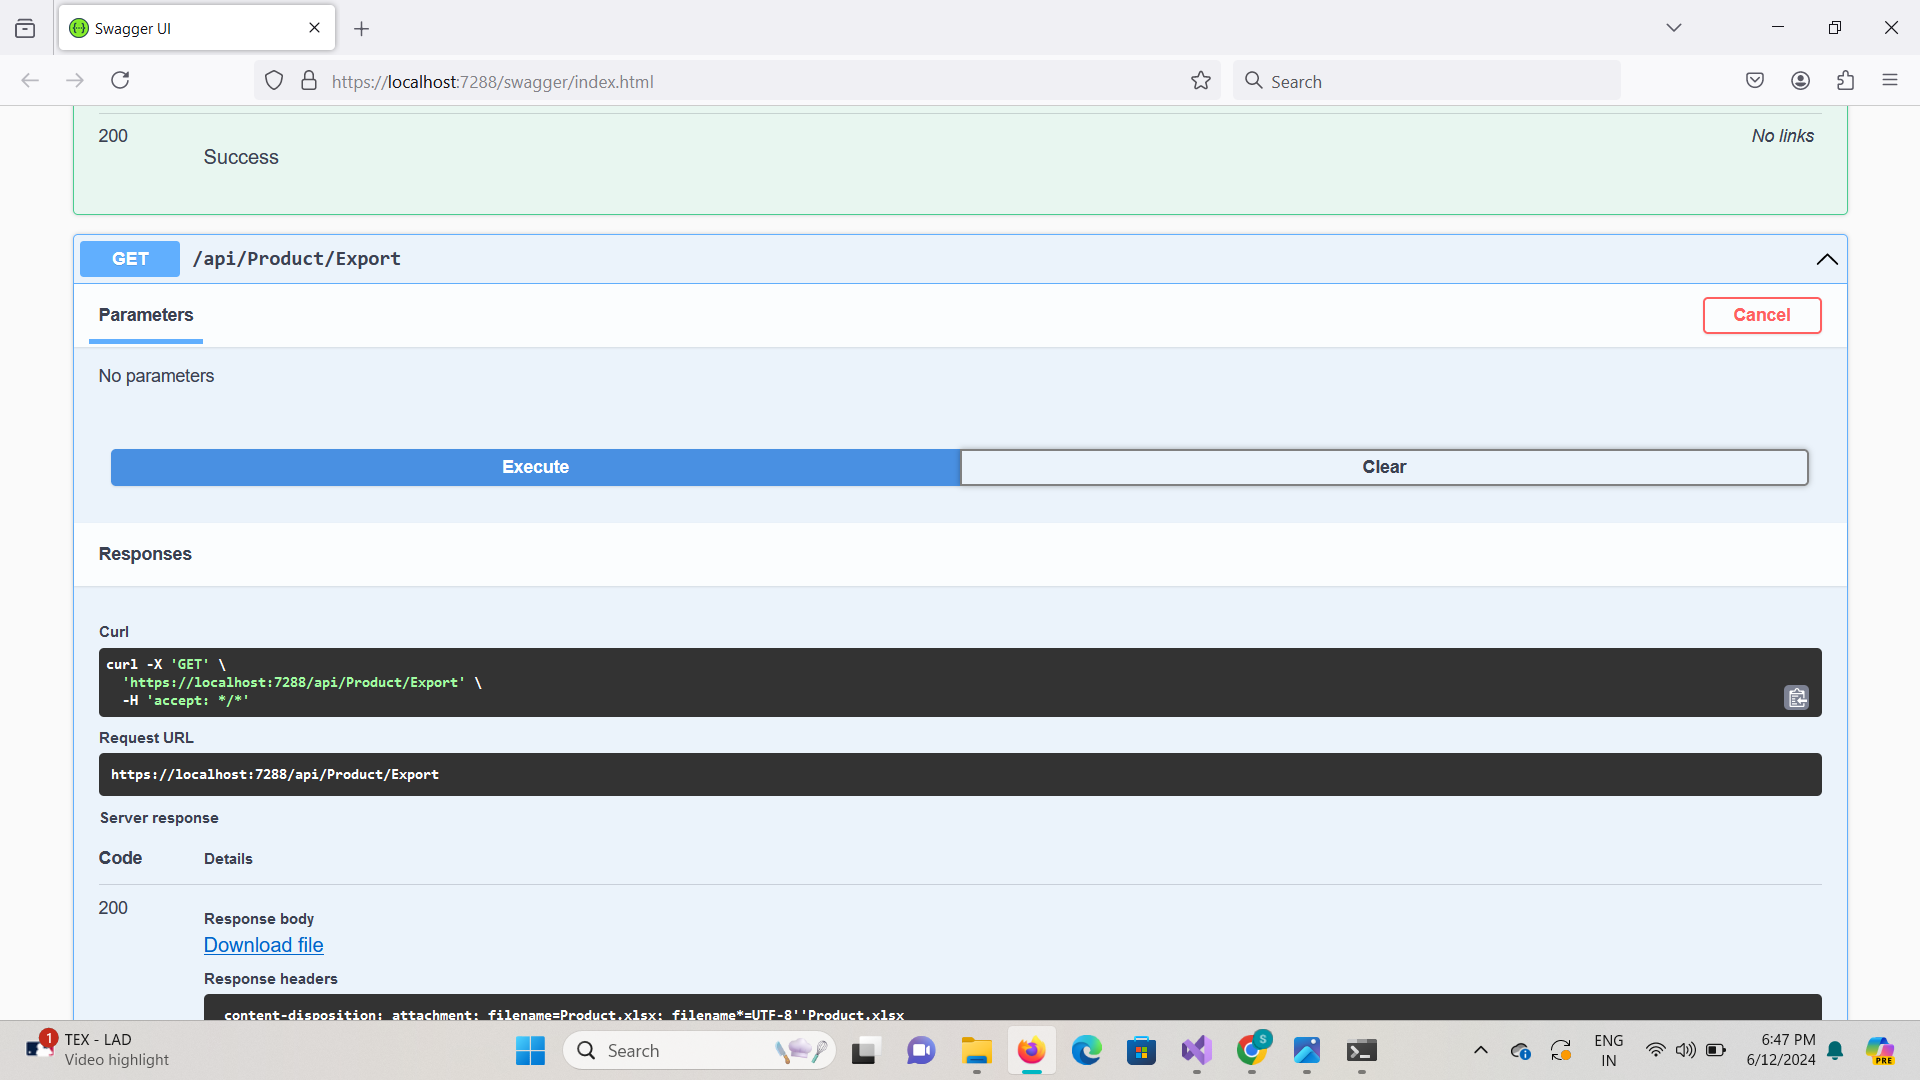 Swagger UI
https://localhost:7288/swagger/index.html
Search
200
No links
Success
GET /api/Product/Export
Parameters
Cancel
No parameters
Execute
Clear
Responses
Curl
curl -X 'GET' \
'https://localhost:7288/api/Product/Export' \
-H 'accept: */*'
Request URL
https://localhost:7288/api/Product/Export
Server response
Code
Details
200
Response body
Download file
Response headers
content-disposition: attachment; filename=Product.xlsx; filename*=UTF-8''Product.xlsx
1
TEX - LAD
Video highlight
Search
S
ENG
IN
6:47 PM
6/12/2024
PRE